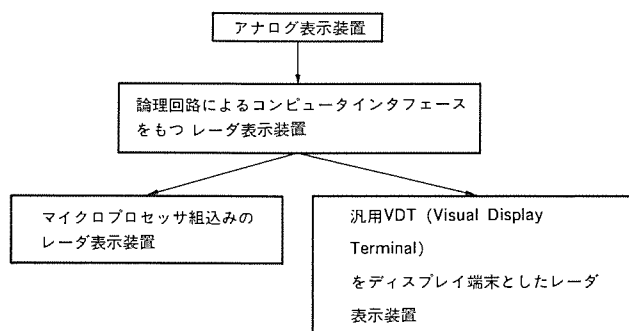 アナログ表示装置
論理回路によるコンピュータインタフェース
をもつ レーダ表示装置
マイクロプロセッサ組込みの
レーダ表示装置
汎用VDT (Visual Display
Terminal)
をディスプレイ端末としたレーダ
表示装置